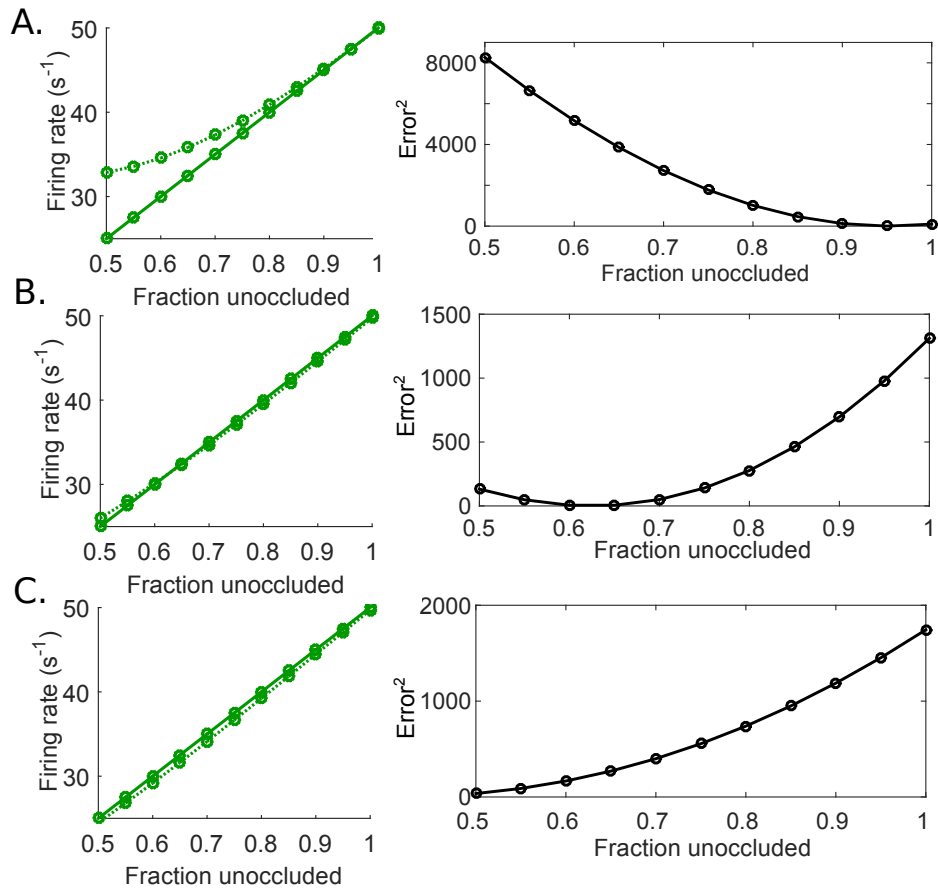 A.
50
40
30
Firing rate (s⁻¹)
0.5 0.6 0.7 0.8 0.9 1
Fraction unoccluded
8000
4000
0
Error²
0.5 0.6 0.7 0.8 0.9 1
Fraction unoccluded
B.
50
40
30
Firing rate (s⁻¹)
0.5 0.6 0.7 0.8 0.9 1
Fraction unoccluded
1500
1000
500
0
Error²
0.5 0.6 0.7 0.8 0.9 1
Fraction unoccluded
C.
50
40
30
Firing rate (s⁻¹)
0.5 0.6 0.7 0.8 0.9 1
Fraction unoccluded
2000
1000
0
Error²
0.5 0.6 0.7 0.8 0.9 1
Fraction unoccluded